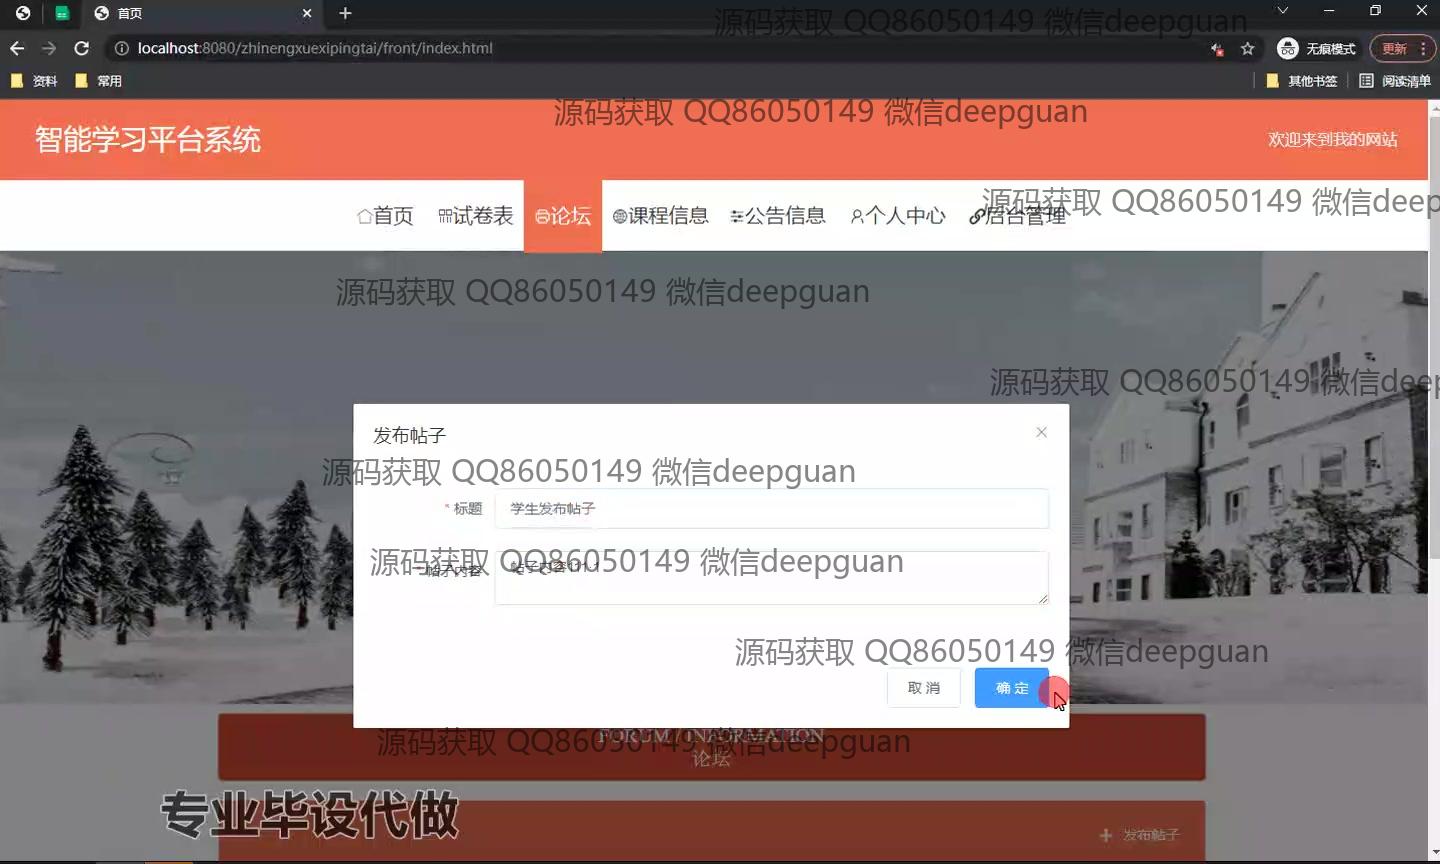 首页
localhost:8080/zhinengxuexipingtai/front/index.html
无痕模式
更新
资料
常用
其他书签
阅读清单
源码获取 QQ86050149 微信deepguan
源码获取 QQ86050149 微信deepguan
智能学习平台系统
欢迎来到我的网站
源码获取 QQ86050149 微信deep
首页
试卷表
论坛
课程信息
公告信息
个人中心
后台管理
源码获取 QQ86050149 微信deepguan
源码获取 QQ86050149 微信deep
发布帖子
源码获取 QQ86050149 微信deepguan
* 标题
学生发布帖子
源码获取 QQ86050149 微信deepguan
帖子内容
源码获取 QQ86050149 微信deepguan
取 消
确 定
FORUM / INFORMATION
源码获取 QQ86050149 微信deepguan
论坛
专业毕设代做
+ 发布帖子